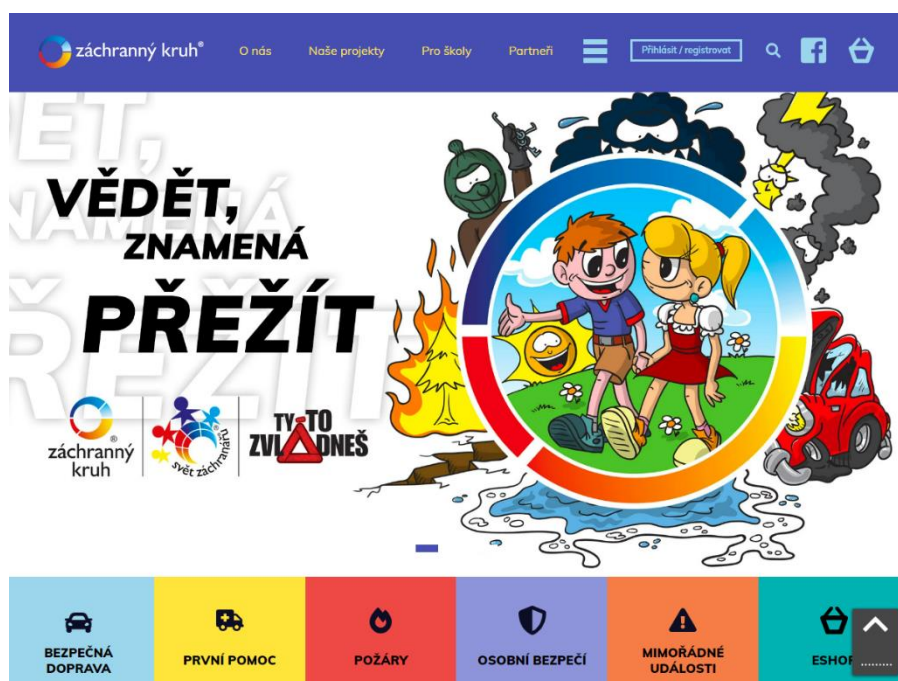 záchranný kruh®
O nás
Naše projekty
Pro školy
Partneři
Přihlásit / registrovat
VĚDĚT,
ZNAMENÁ
PŘEŽÍT
záchranný
kruh
®
svět záchranářů
TY TO
ZVLÁDNEŠ
BEZPEČNÁ
DOPRAVA
PRVNÍ POMOC
POŽÁRY
OSOBNÍ BEZPEČÍ
MIMOŘÁDNÉ
UDÁLOSTI
ESHOP